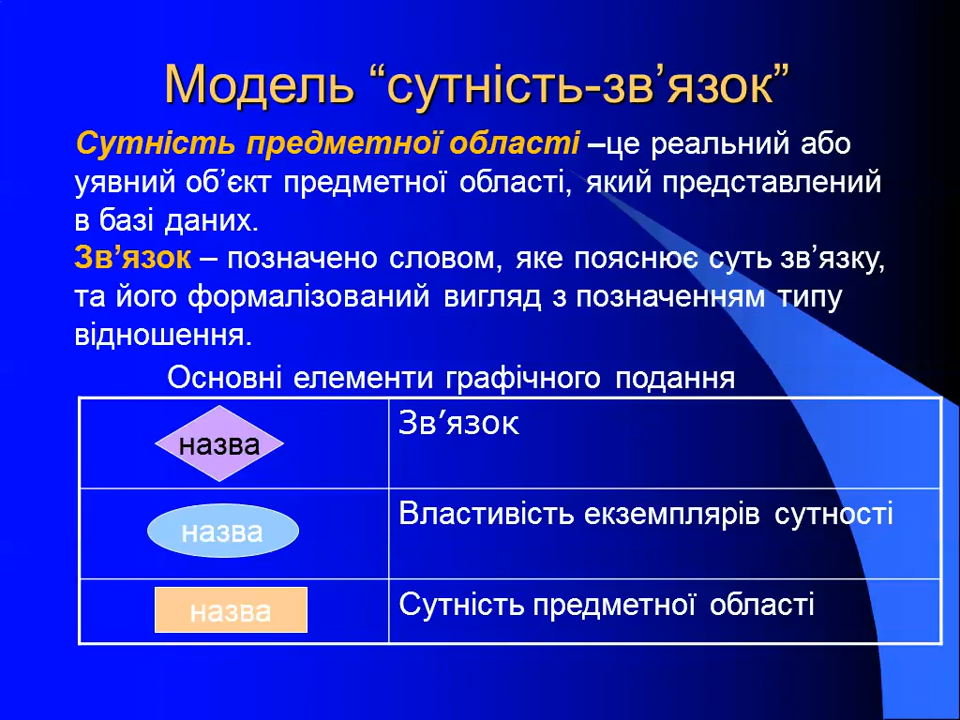 Модель “сутність-зв’язок”
Сутність предметної області –це реальний або
уявний об’єкт предметної області, який представлений
в базі даних.
Зв’язок – позначено словом, яке пояснює суть зв’язку,
та його формалізований вигляд з позначенням типу
відношення.
Основні елементи графічного подання
назва
Зв’язок
назва
Властивість екземплярів сутності
назва
Сутність предметної області